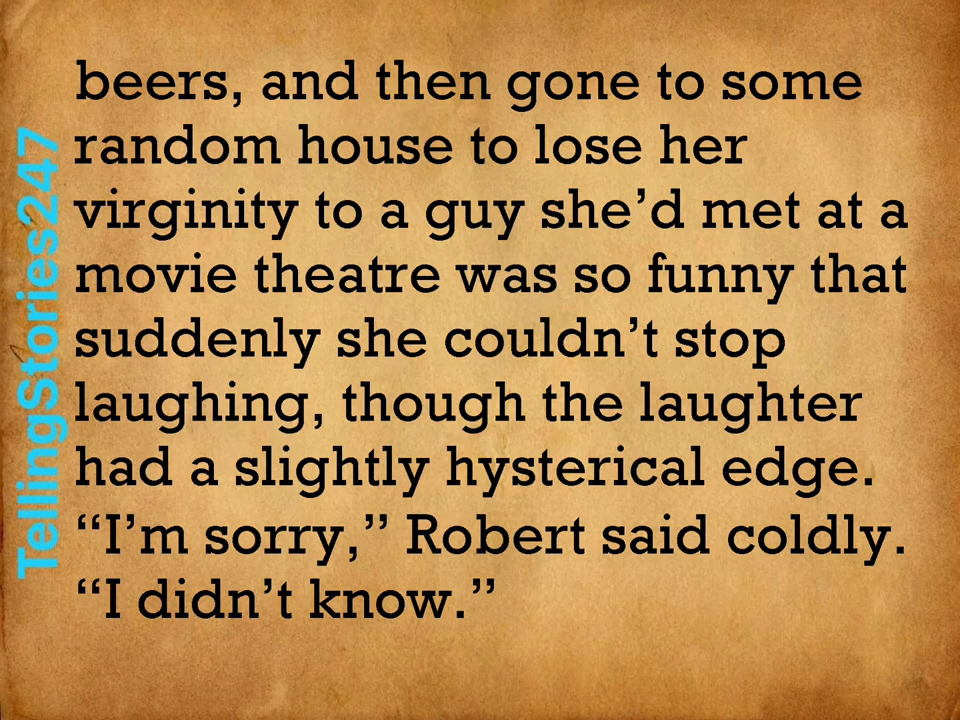 beers, and then gone to some
random house to lose her
virginity to a guy she’d met at a
movie theatre was so funny that
suddenly she couldn’t stop
laughing, though the laughter
had a slightly hysterical edge.
“I’m sorry,” Robert said coldly.
“I didn’t know.”
TellingStories247